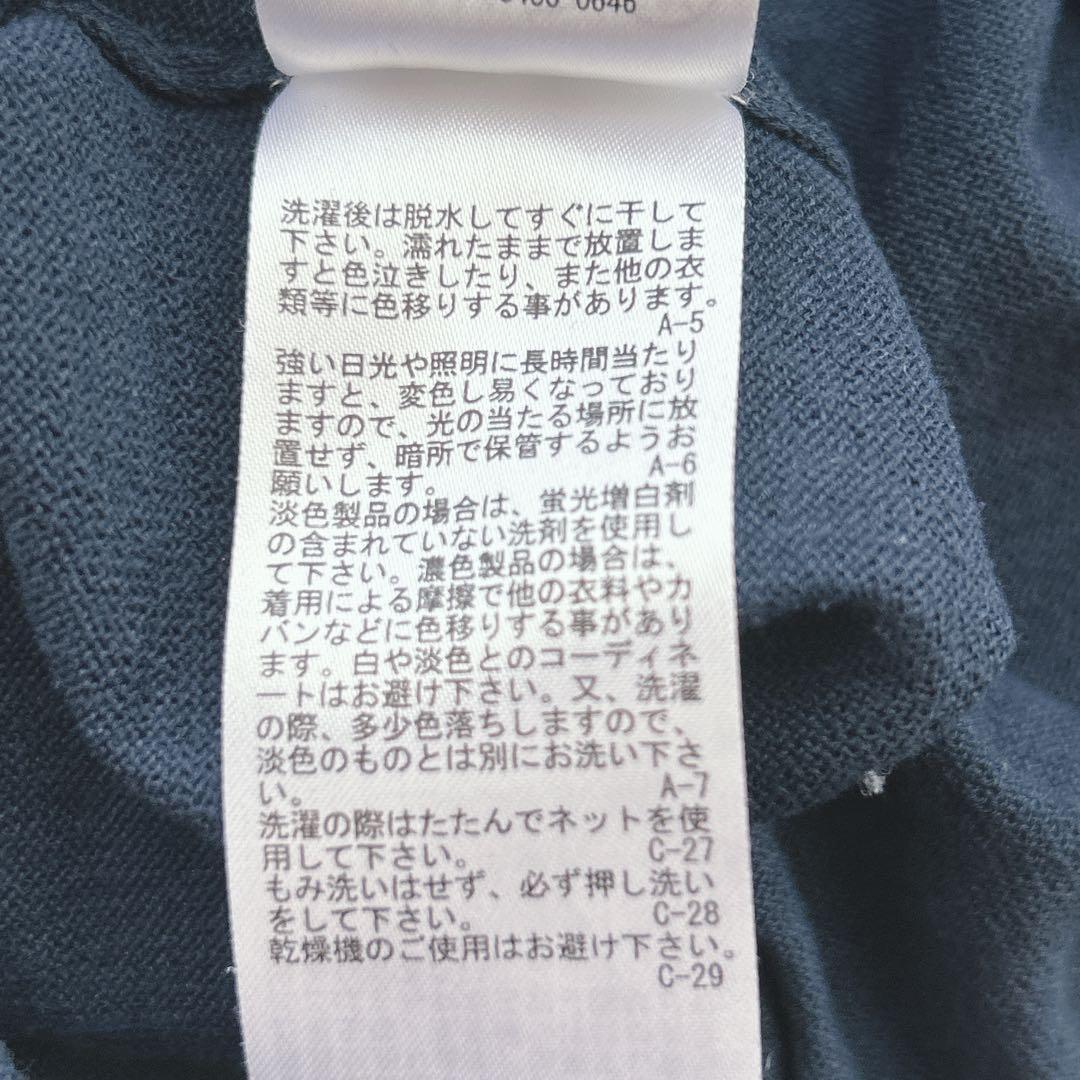 0646
洗濯後は脱水してすぐに干して
下さい。濡れたままで放置しま
すと色泣きしたり、また他の衣
類等に色移りする事があります。
A-5
強い日光や照明に長時間当たり
ますと、変色し易くなっており
ますので、光の当たる場所に放
置せず、暗所で保管するようお
願いします。 A-6
淡色製品の場合は、蛍光増白剤
の含まれていない洗剤を使用し
て下さい。濃色製品の場合は、
着用による摩擦で他の衣料やカ
バンなどに色移りする事があり
ます。白や淡色とのコーディネ
ートはお避け下さい。又、洗濯
の際、多少色落ちしますので、
淡色のものとは別にお洗い下さ
い。 A-7
洗濯の際はたたんでネットを使
用して下さい。 C-27
もみ洗いはせず、必ず押し洗い
をして下さい。 C-28
乾燥機のご使用はお避け下さい。
C-29